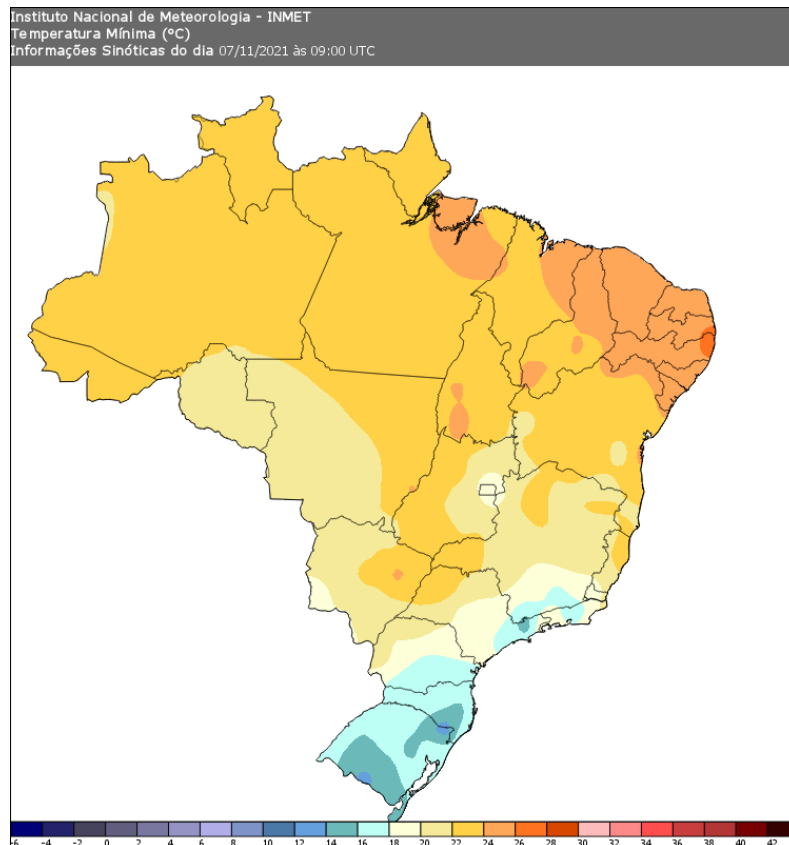 Instituto Nacional de Meteorologia - INMET
Temperatura Mínima (ºC)
Informações Sinóticas do dia 07/11/2021 às 09:00 UTC
-6 -4 -2 0 2 4 6 8 10 12 14 16 18 20 22 24 26 28 30 32 34 36 38 40 42